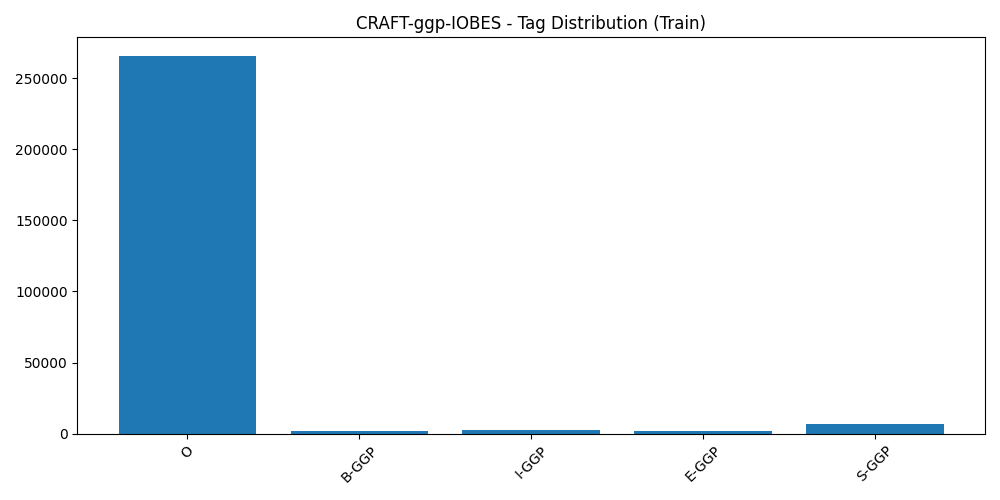 CRAFT-ggp-IOBES - Tag Distribution (Train)
250000
200000
150000
100000
50000
0
O
B-GGP
I-GGP
E-GGP
S-GGP